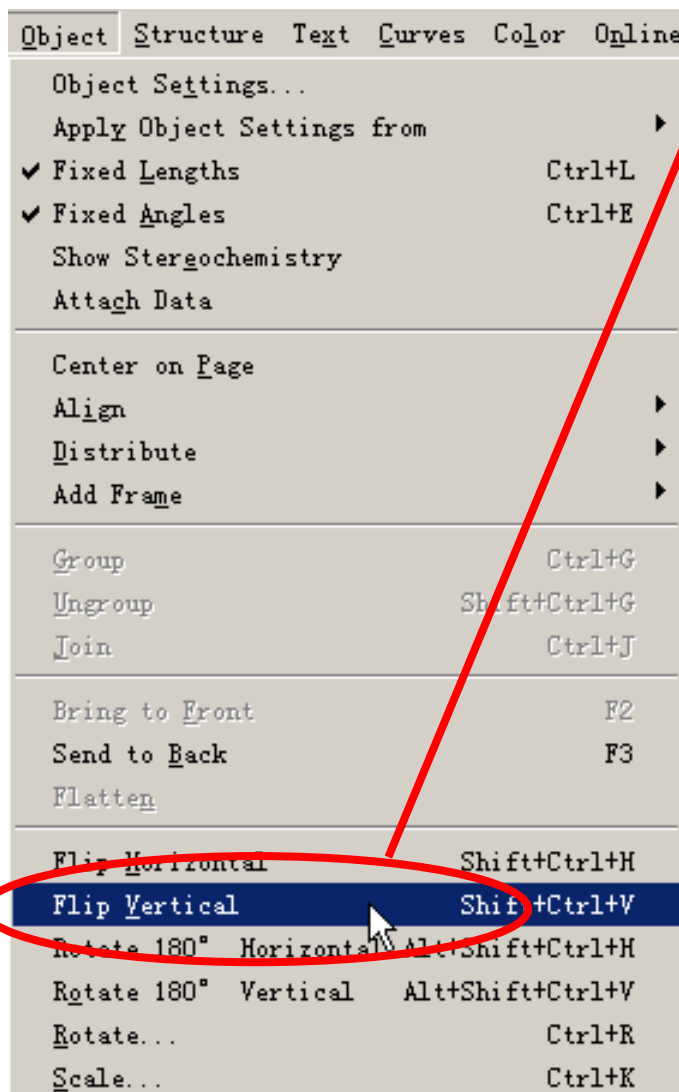 Object Structure Text Curves Color Online
Object Settings...
Apply Object Settings from
Fixed Lengths Ctrl+L
Fixed Angles Ctrl+E
Show Stereochemistry
Attach Data
Center on Page
Align
Distribute
Add Frame
Group Ctrl+G
Ungroup Shift+Ctrl+G
Join Ctrl+J
Bring to Front F2
Send to Back F3
Flatten
Flip Horizontal Shift+Ctrl+H
Flip Vertical Shift+Ctrl+V
Rotate 180° Horizontal Alt+Shift+Ctrl+H
Rotate 180° Vertical Alt+Shift+Ctrl+V
Rotate... Ctrl+R
Scale... Ctrl+K